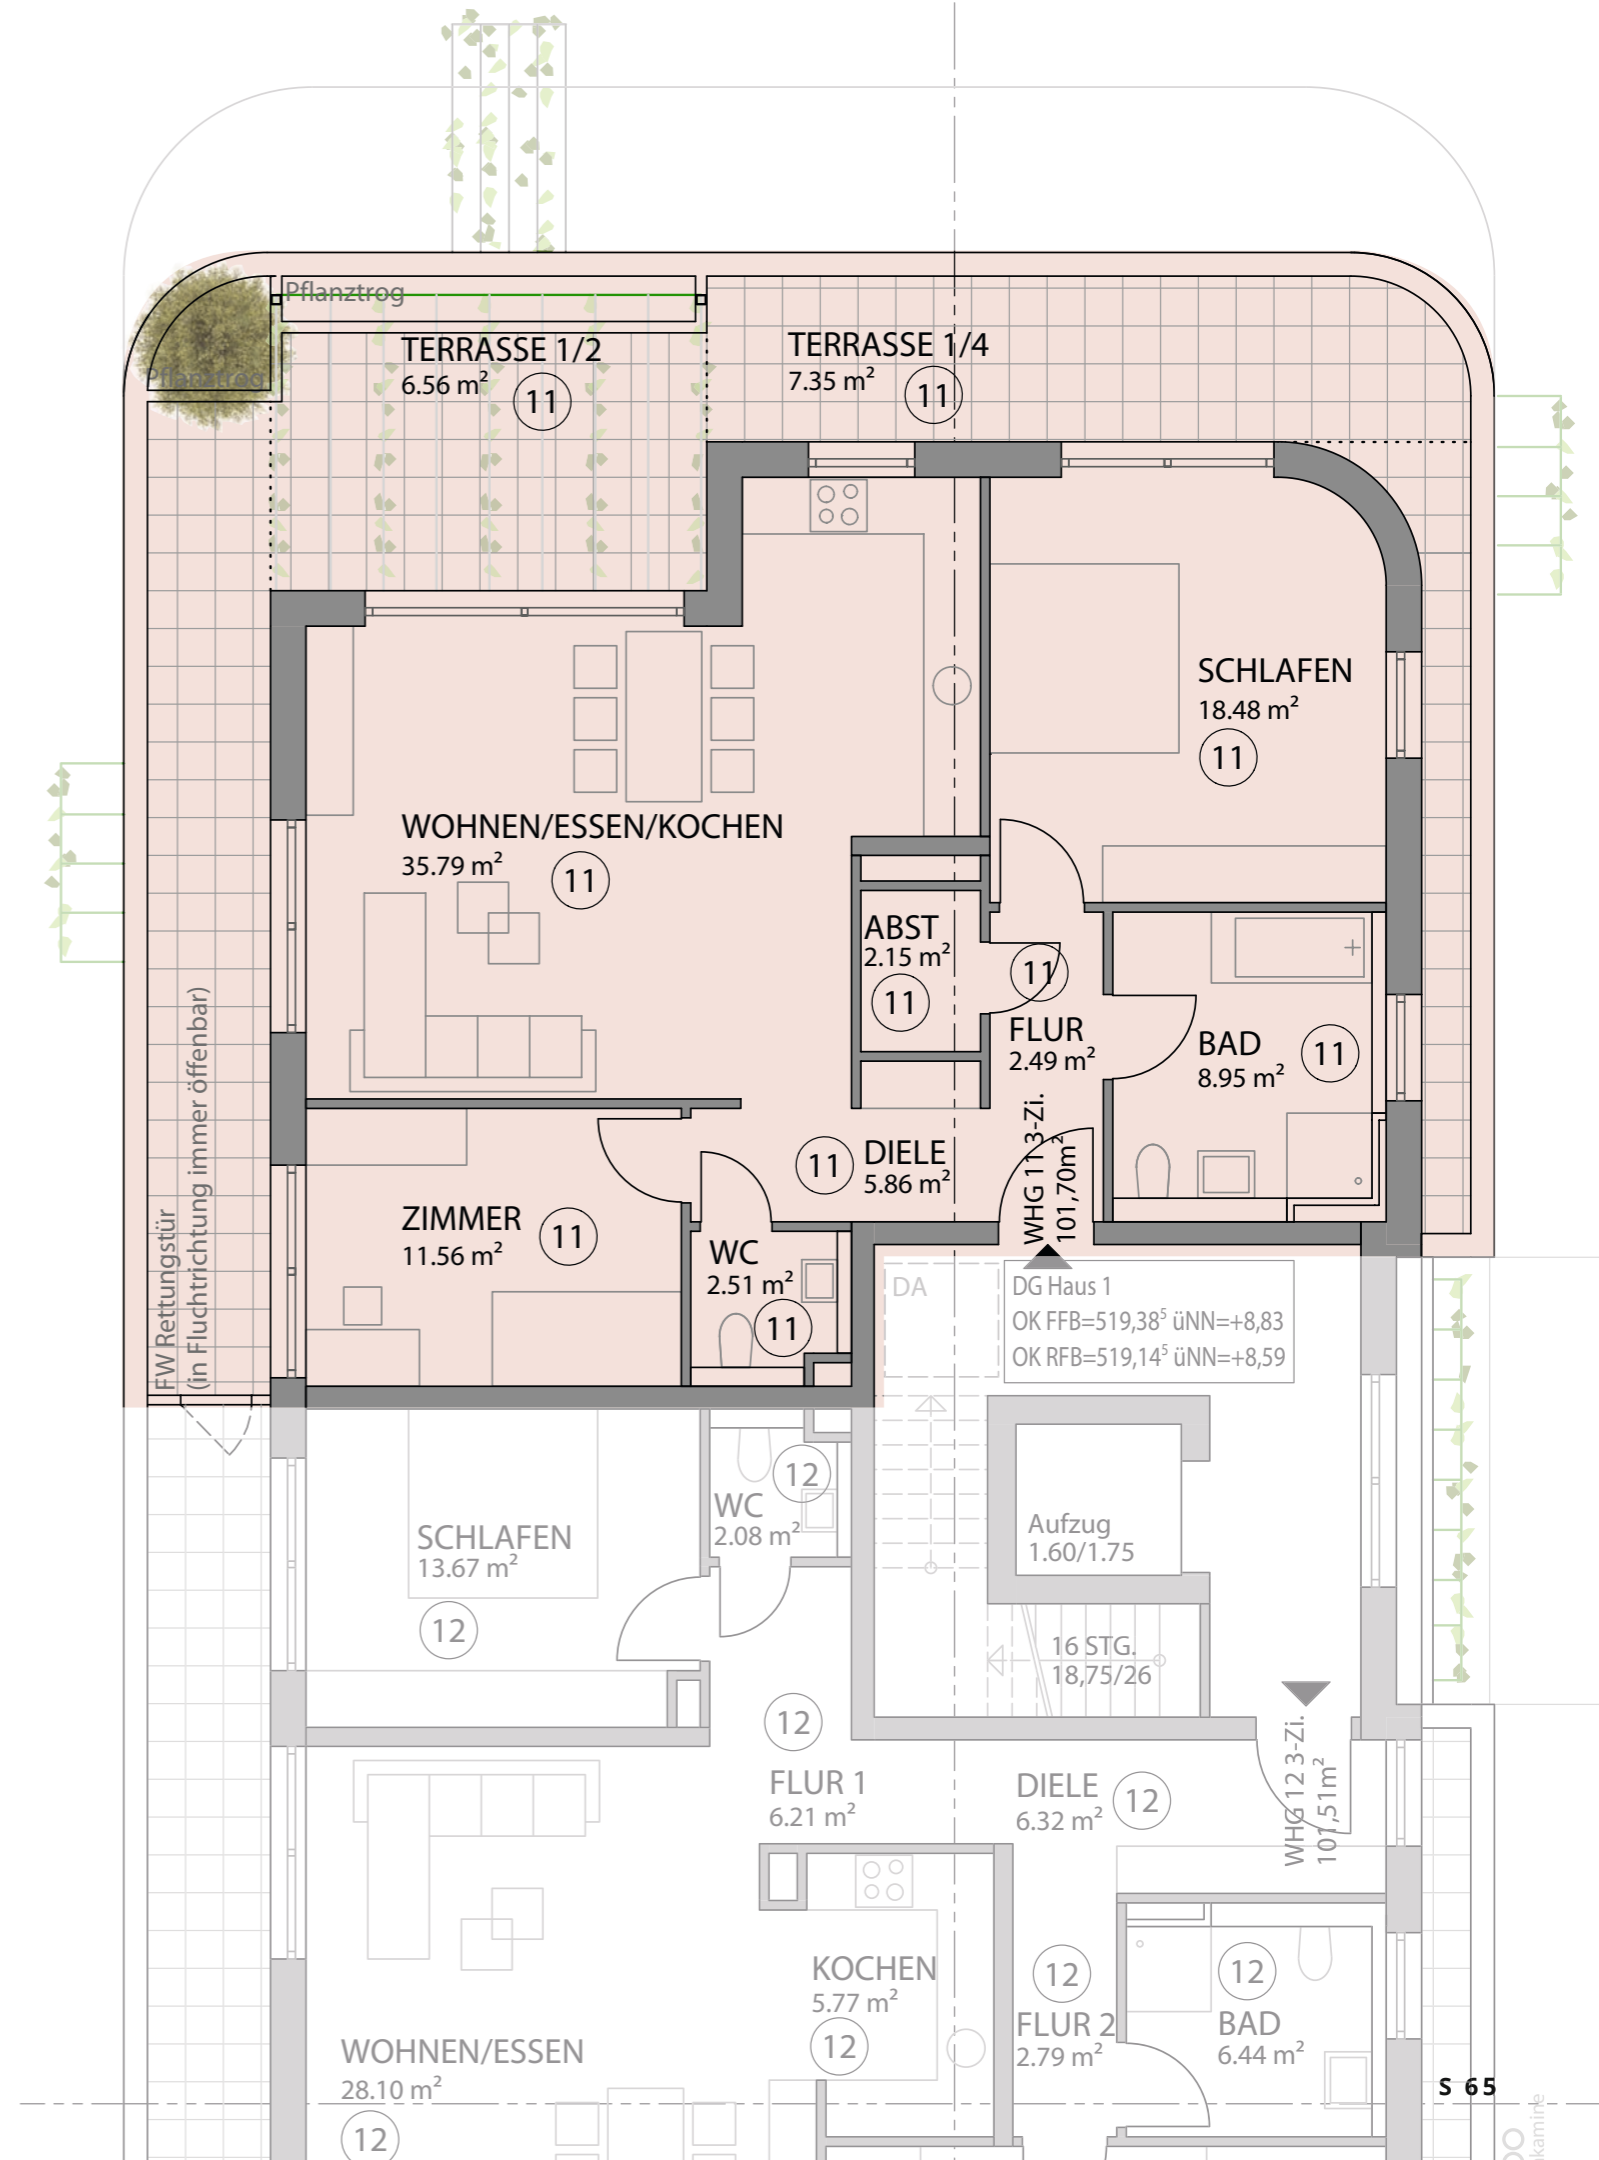 Pflanztrog
TERRASSE 1/2
6.56 m²
11
TERRASSE 1/4
7.35 m²
11
Pflanztrog
SCHLAFEN
18.48 m²
11
WOHNEN/ESSEN/KOCHEN
35.79 m²
11
ABST
2.15 m²
11
11
FLUR
2.49 m²
BAD
8.95 m²
11
FW Rettungstür
(in Fluchtrichtung immer öffenbar)
WHG 11 3-Zi.
101,70m²
11
DIELE
5.86 m²
ZIMMER
11.56 m²
11
WC
2.51 m²
11
DA
DG Haus 1
OK FFB=519,38⁵ üNN=+8,83
OK RFB=519,14⁵ üNN=+8,59
SCHLAFEN
13.67 m²
12
12
WC
2.08 m²
Aufzug
1.60/1.75
16 STG.
18,75/26
12
FLUR 1
6.21 m²
DIELE
6.32 m²
12
WHG 12 3-Zi.
101,51m²
KOCHEN
5.77 m²
12
12
FLUR 2
2.79 m²
12
BAD
6.44 m²
WOHNEN/ESSEN
28.10 m²
12
S 65